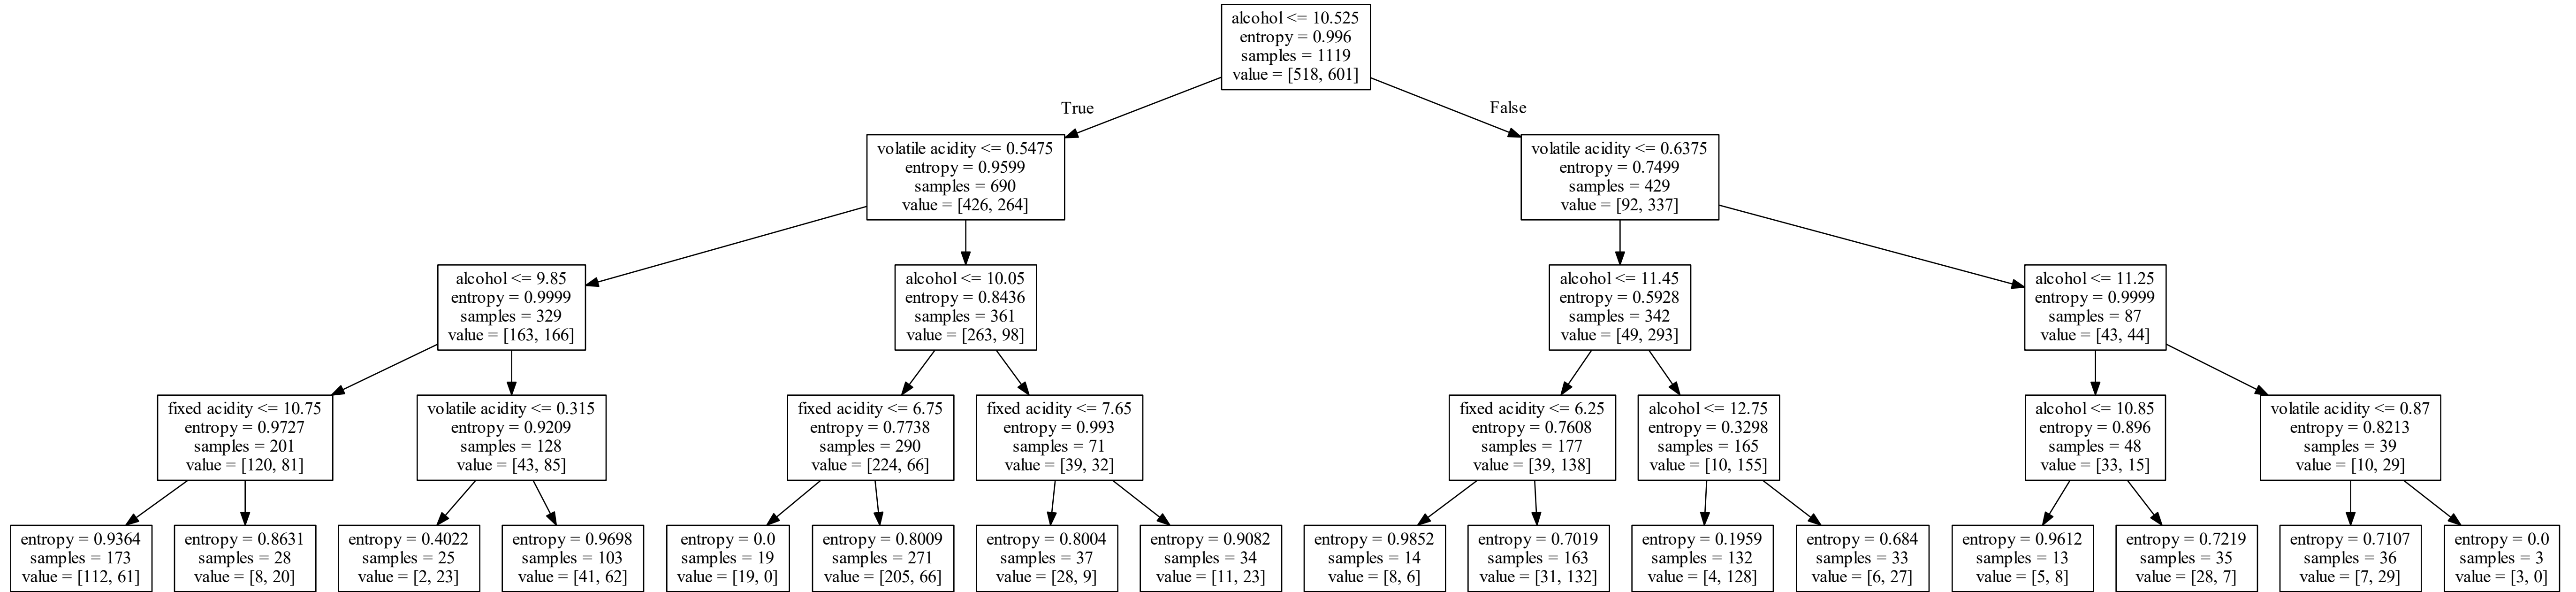 alcohol <= 10.525
entropy = 0.996
samples = 1119
value = [518, 601]
True
False
volatile acidity <= 0.5475
entropy = 0.9599
samples = 690
value = [426, 264]
volatile acidity <= 0.6375
entropy = 0.7499
samples = 429
value = [92, 337]
alcohol <= 9.85
entropy = 0.9999
samples = 329
value = [163, 166]
alcohol <= 10.05
entropy = 0.8436
samples = 361
value = [263, 98]
alcohol <= 11.45
entropy = 0.5928
samples = 342
value = [49, 293]
alcohol <= 11.25
entropy = 0.9999
samples = 87
value = [43, 44]
fixed acidity <= 10.75
entropy = 0.9727
samples = 201
value = [120, 81]
volatile acidity <= 0.315
entropy = 0.9209
samples = 128
value = [43, 85]
fixed acidity <= 6.75
entropy = 0.7738
samples = 290
value = [224, 66]
fixed acidity <= 7.65
entropy = 0.993
samples = 71
value = [39, 32]
fixed acidity <= 6.25
entropy = 0.7608
samples = 177
value = [39, 138]
alcohol <= 12.75
entropy = 0.3298
samples = 165
value = [10, 155]
alcohol <= 10.85
entropy = 0.896
samples = 48
value = [33, 15]
volatile acidity <= 0.87
entropy = 0.8213
samples = 39
value = [10, 29]
entropy = 0.9364
samples = 173
value = [112, 61]
entropy = 0.8631
samples = 28
value = [8, 20]
entropy = 0.4022
samples = 25
value = [2, 23]
entropy = 0.9698
samples = 103
value = [41, 62]
entropy = 0.0
samples = 19
value = [19, 0]
entropy = 0.8009
samples = 271
value = [205, 66]
entropy = 0.8004
samples = 37
value = [28, 9]
entropy = 0.9082
samples = 34
value = [11, 23]
entropy = 0.9852
samples = 14
value = [8, 6]
entropy = 0.7019
samples = 163
value = [31, 132]
entropy = 0.1959
samples = 132
value = [4, 128]
entropy = 0.684
samples = 33
value = [6, 27]
entropy = 0.9612
samples = 13
value = [5, 8]
entropy = 0.7219
samples = 35
value = [28, 7]
entropy = 0.7107
samples = 36
value = [7, 29]
entropy = 0.0
samples = 3
value = [3, 0]